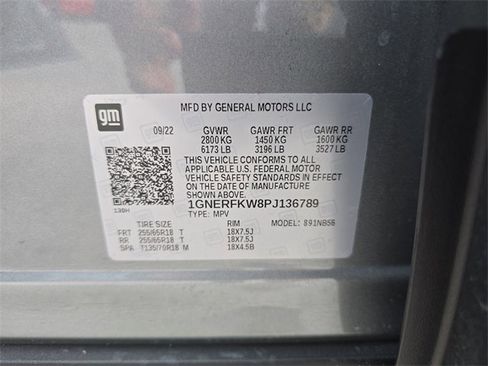 gm
MFD BY GENERAL MOTORS LLC
09/22 GVWR GAWR FRT GAWR RR
2800 KG 1450 KG 1600 KG
6173 LB 3196 LB 3527 LB
THIS VEHICLE CONFORMS TO ALL
APPLICABLE U.S. FEDERAL MOTOR
VEHICLE SAFETY STANDARDS IN EFFECT
ON THE DATE OF MANUFACTURE
SHOWN ABOVE.
1GNERFKW8PJ136789
TYPE: MPV MODEL: 891NB56
TIRE SIZE RIM
FRT 255/65R18 T 18X7.5J
RR 255/65R18 T 18X7.5J
SPA T135/70R18 M 18X4.5B